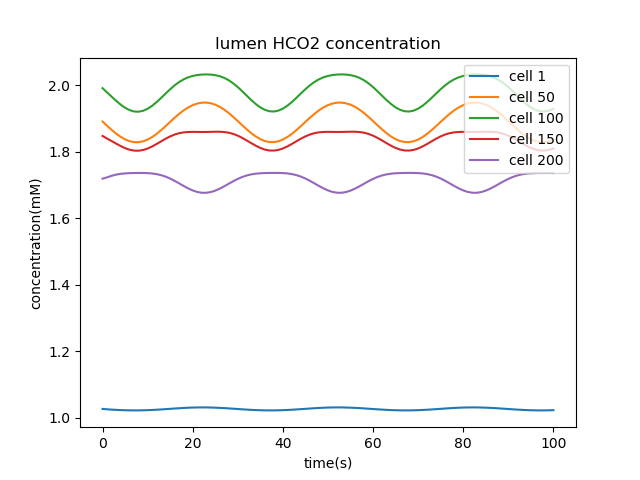 lumen HCO2 concentration
concentration(mM)
2.0
1.8
1.6
1.4
1.2
1.0
cell 1
cell 50
cell 100
cell 150
cell 200
0
20
40
60
80
100
time(s)